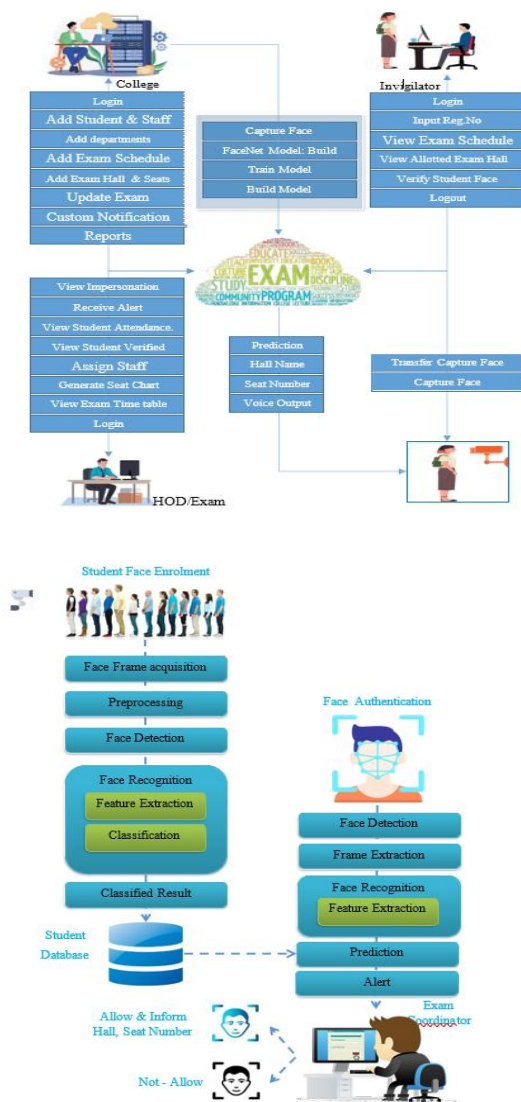 College
Login
Add Student & Staff
Add departments
Add Exam Schedule
Add Exam Hall & Seats
Update Exam
Custom Notification
Reports
Capture Face
FaceNet Model: Build
Train Model
Build Model
Invigilator
Login
Input Reg.No
View Exam Schedule
View Allotted Exam Hall
Verify Student Face
Logout
EDUCATE
BOOKS
CULTURE
EXAM
DISCIPLINE
STUDY
COMMUNITY PROGRAM
View Impersonation
Receive Alert
View Student Attendance.
View Student Verified
Assign Staff
Generate Seat Chart
View Exam Time table
Login
HOD/Exam
Prediction
Hall Name
Seat Number
Voice Output
Transfer Capture Face
Capture Face
Student Face Enrolment
Face Frame acquisition
Preprocessing
Face Detection
Face Recognition
Feature Extraction
Classification
Classified Result
Student
Database
Face Authentication
Face Detection
Frame Extraction
Face Recognition
Feature Extraction
Prediction
Alert
Exam
Coordinator
Allow & Inform
Hall, Seat Number
Not - Allow